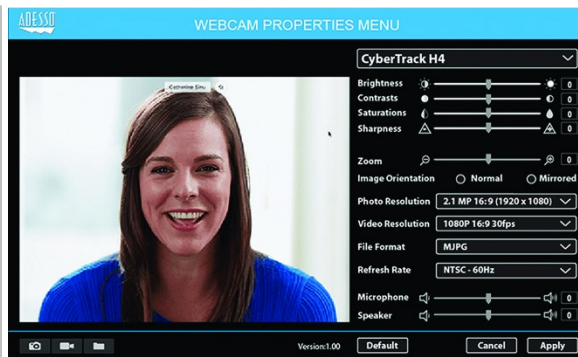 ADESSO
WEBCAM PROPERTIES MENU
CyberTrack H4
Brightness 0
Contrasts 0
Saturations 0
Sharpness 0
Zoom 0
Image Orientation Normal Mirrored
Photo Resolution 2.1 MP 16:9 (1920 x 1080)
Video Resolution 1080P 16:9 30fps
File Format MJPG
Refresh Rate NTSC - 60Hz
Microphone 0
Speaker 0
Version:1.00 Default Cancel Apply